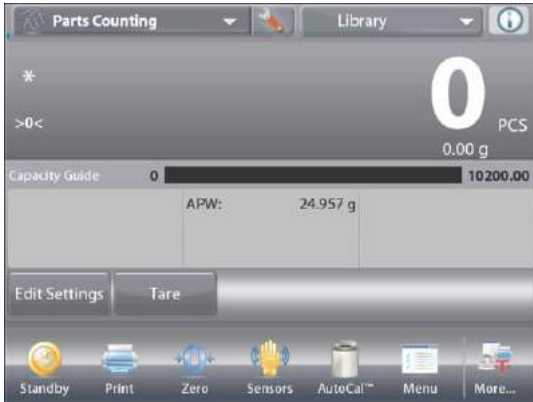 Parts Counting Library
*
0
>0< PCS
0.00 g
Capacity Guide 0 10200.00
APW: 24.957 g
Edit Settings Tare
Standby Print Zero Sensors AutoCal™ Menu More...